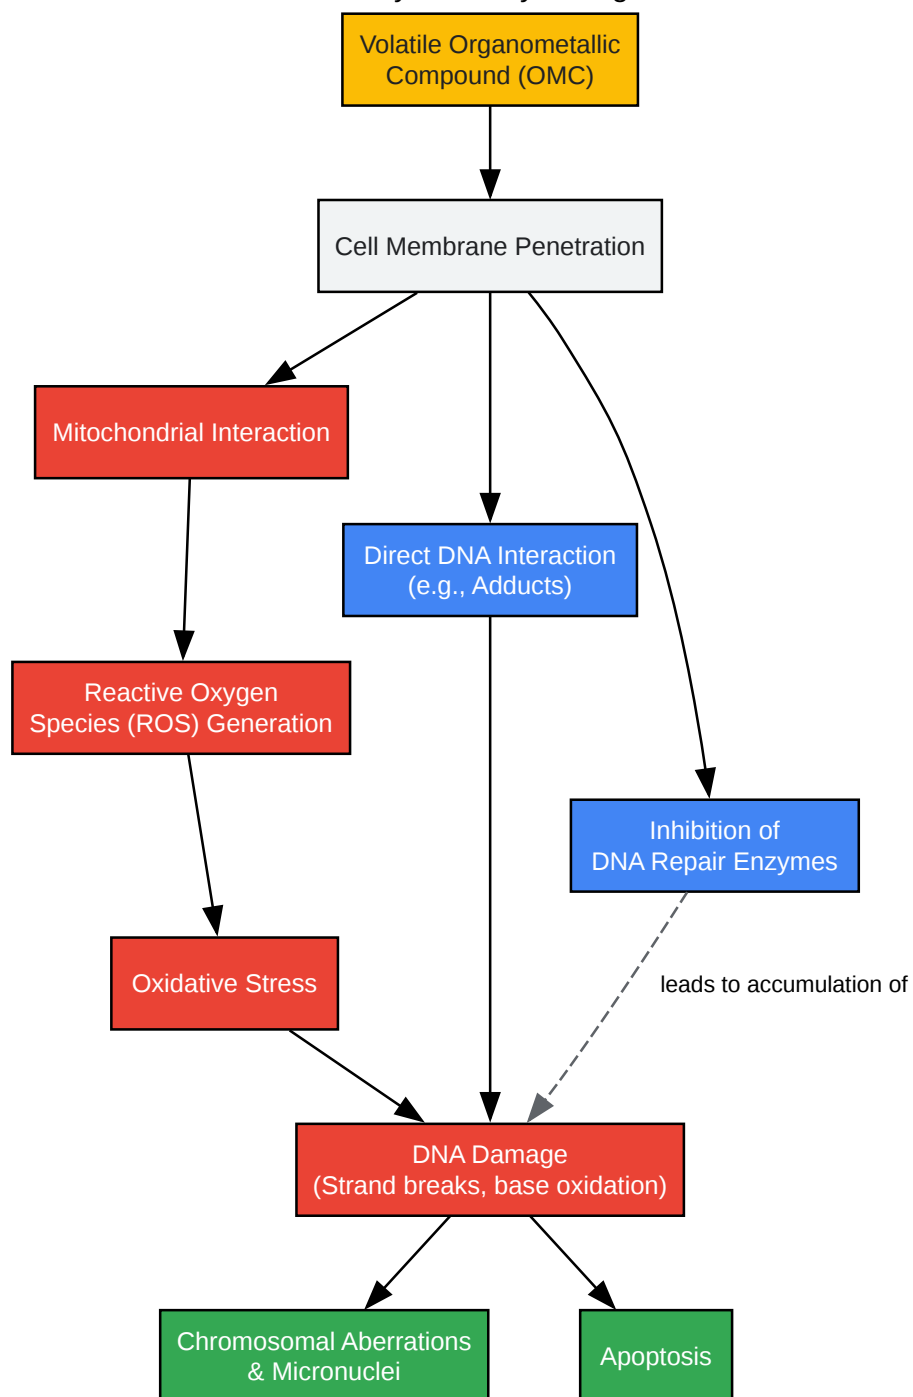 Volatile Organometallic
Compound (OMC)
Cell Membrane Penetration
Mitochondrial Interaction
Direct DNA Interaction
(e.g., Adducts)
Reactive Oxygen
Species (ROS) Generation
Inhibition of
DNA Repair Enzymes
Oxidative Stress
leads to accumulation of
DNA Damage
(Strand breaks, base oxidation)
Chromosomal Aberrations
& Micronuclei
Apoptosis